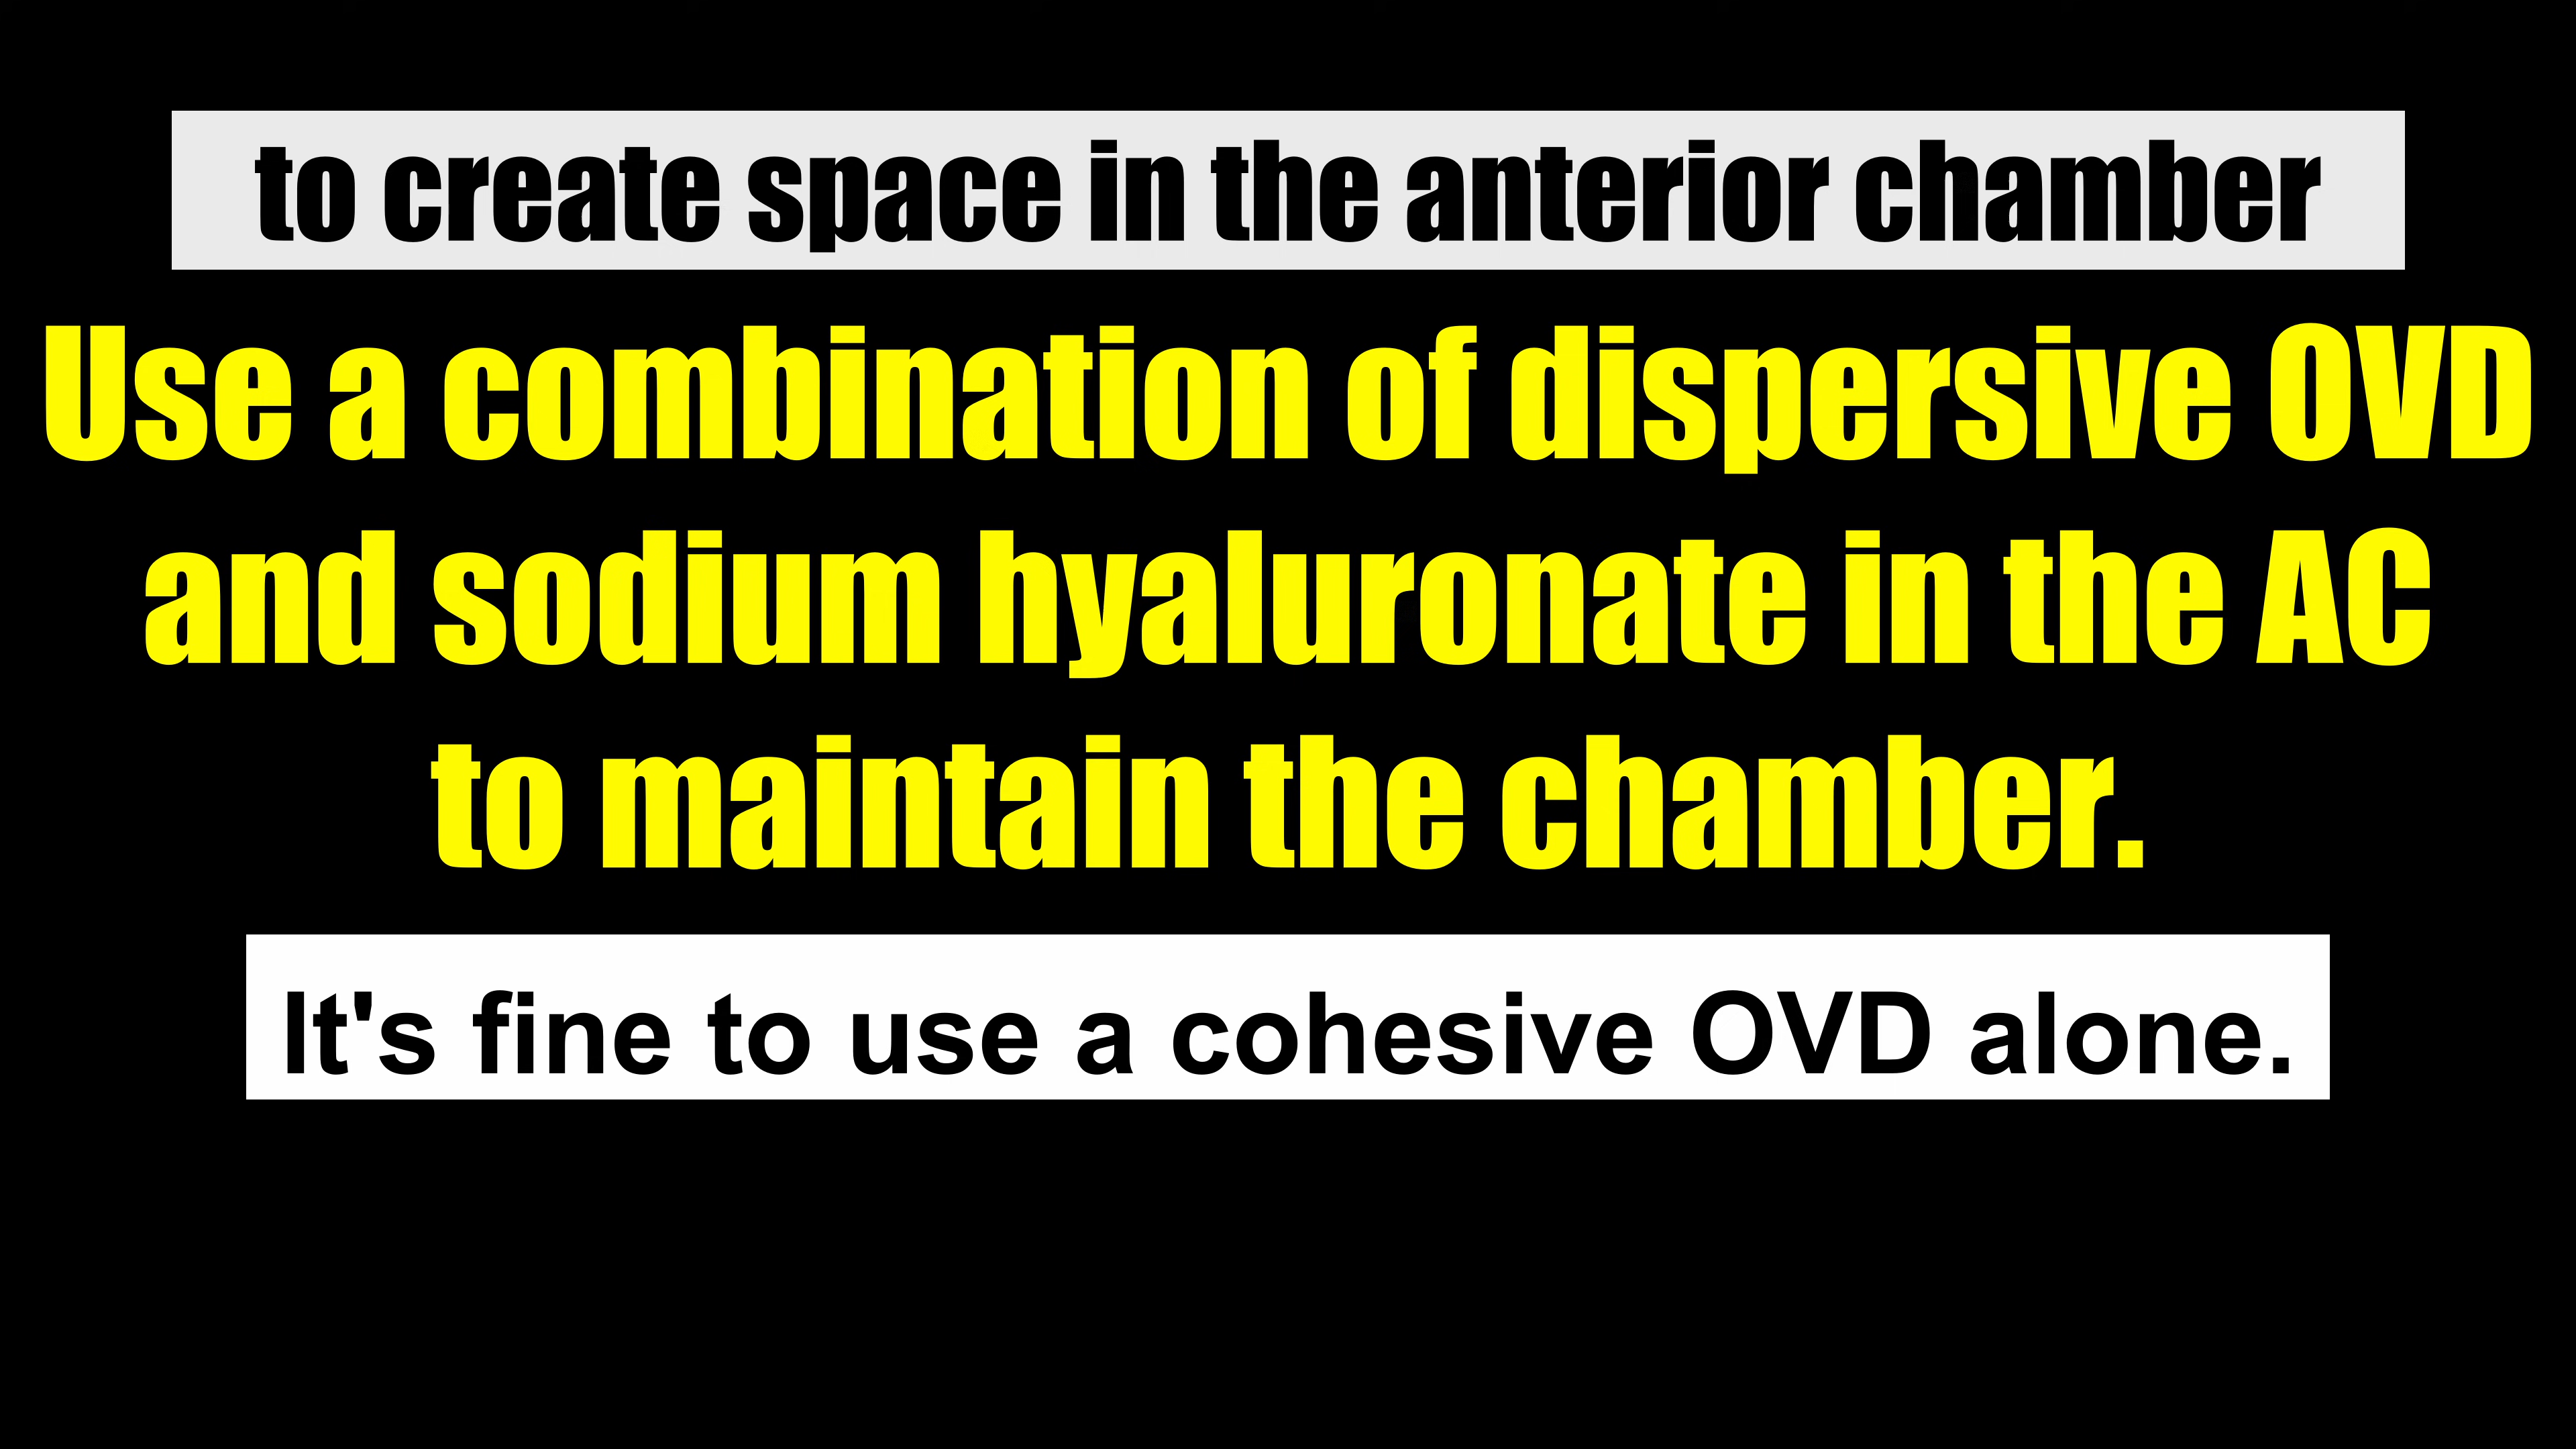 to create space in the anterior chamber
Use a combination of dispersive OVD
and sodium hyaluronate in the AC
to maintain the chamber.
It's fine to use a cohesive OVD alone.